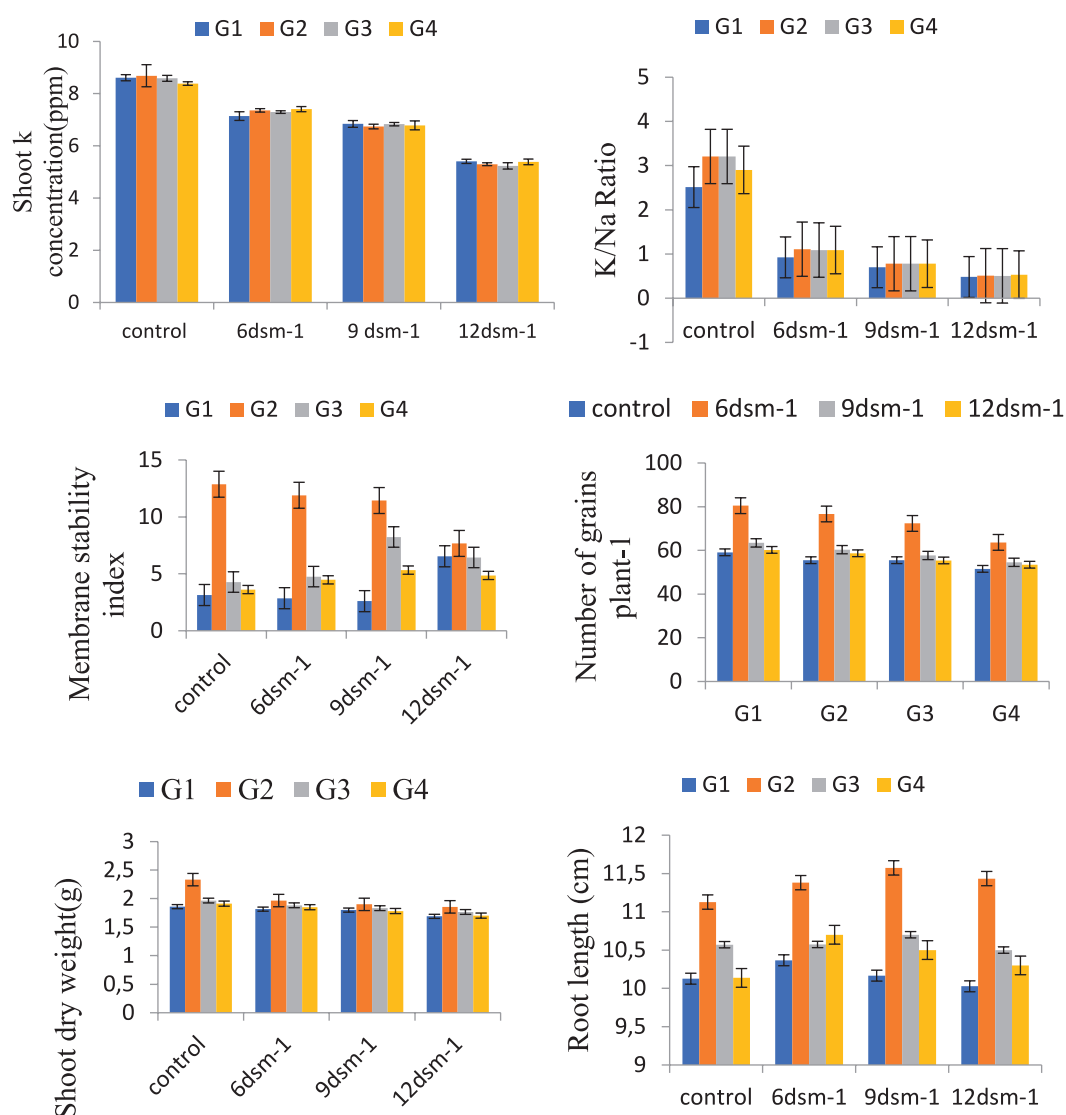 G1 G2 G3 G4
Shoot k
concentration(ppm)
10
8
6
4
2
0
control 6dsm-1 9 dsm-1 12dsm-1
G1 G2 G3 G4
K/Na Ratio
5
4
3
2
1
0
-1
control 6dsm-1 9dsm-1 12dsm-1
G1 G2 G3 G4
Membrane stability
index
15
10
5
0
control 6dsm-1 9dsm-1 12dsm-1
control 6dsm-1 9dsm-1 12dsm-1
Number of grains
plant-1
100
80
60
40
20
0
G1 G2 G3 G4
G1 G2 G3 G4
Shoot dry weight(g)
3
2,5
2
1,5
1
0,5
0
control 6dsm-1 9dsm-1 12dsm-1
G1 G2 G3 G4
Root length (cm)
12
11,5
11
10,5
10
9,5
9
control 6dsm-1 9dsm-1 12dsm-1